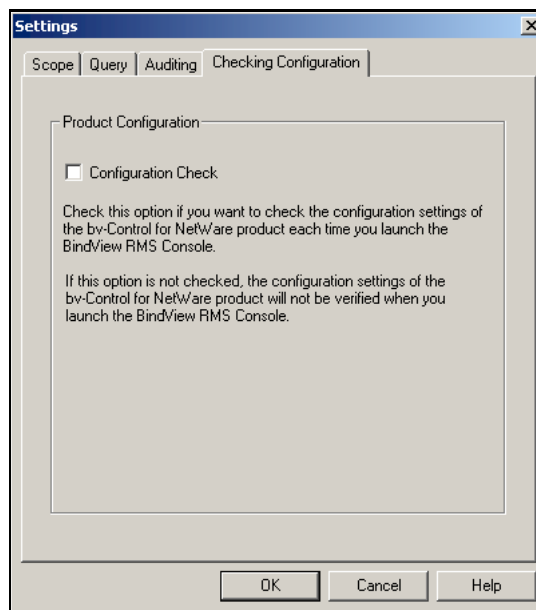 Settings
Scope Query Auditing Checking Configuration
Product Configuration
Configuration Check
Check this option if you want to check the configuration settings of
the bv-Control for NetWare product each time you launch the
BindView RMS Console.
If this option is not checked, the configuration settings of the
bv-Control for NetWare product will not be verified when you
launch the BindView RMS Console.
OK Cancel Help